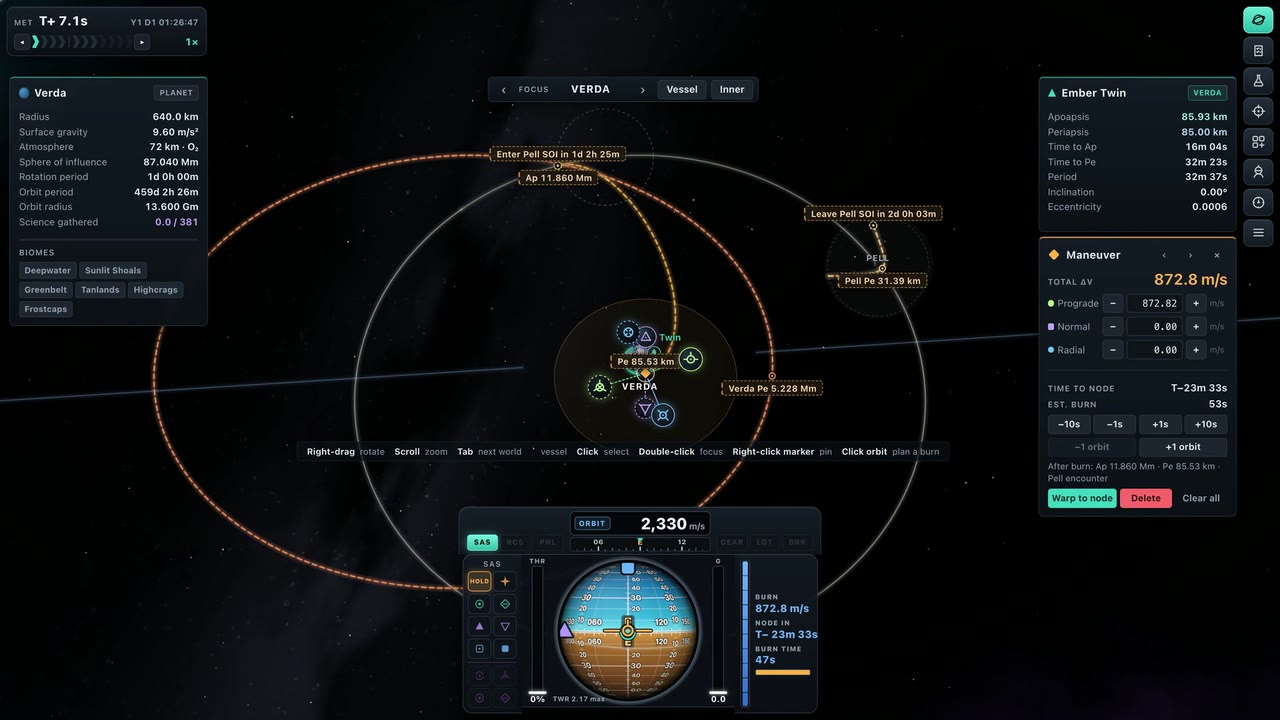 MET T+ 7.1s Y1 D1 01:26:47
1×
Verda PLANET
Radius 640.0 km
Surface gravity 9.60 m/s²
Atmosphere 72 km · O₂
Sphere of influence 87.040 Mm
Rotation period 1d 0h 00m
Orbit period 459d 2h 26m
Orbit radius 13.600 Gm
Science gathered 0.0 / 381
BIOMES
Deepwater Sunlit Shoals
Greenbelt Tanlands Highcrags
Frostcaps
‹ FOCUS VERDA › Vessel Inner
Enter Pell SOI in 1d 2h 25m
Ap 11.860 Mm
Leave Pell SOI in 2d 0h 03m
PELL
Pell Pe 31.39 km
Twin
Pe 85.53 km
VERDA
Verda Pe 5.228 Mm
Right-drag rotate Scroll zoom Tab next world ` vessel Click select Double-click focus Right-click marker pin Click orbit plan a burn
Ember Twin VERDA
Apoapsis 85.93 km
Periapsis 85.00 km
Time to Ap 16m 04s
Time to Pe 32m 23s
Period 32m 37s
Inclination 0.00°
Eccentricity 0.0006
Maneuver ‹ › ×
TOTAL ΔV 872.8 m/s
Prograde − 872.82 + m/s
Normal − 0.00 + m/s
Radial − 0.00 + m/s
TIME TO NODE T−23m 33s
EST. BURN 53s
−10s −1s +1s +10s
−1 orbit +1 orbit
After burn: Ap 11.860 Mm · Pe 85.53 km ·
Pell encounter
Warp to node Delete Clear all
ORBIT 2,330 m/s
SAS RCS PHL 06 E 12 GEAR LGT BRK
SAS
HOLD
THR
G
0%
TWR 2.17 max
0.0
BURN
872.8 m/s
NODE IN
T− 23m 33s
BURN TIME
47s